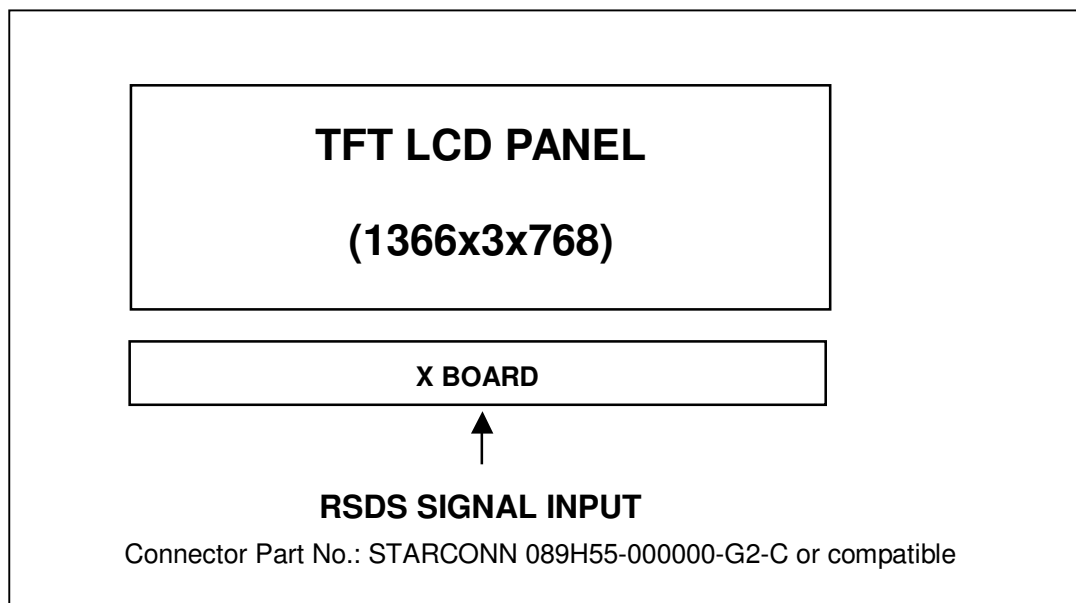 TFT LCD PANEL
(1366x3x768)
X BOARD
RSDS SIGNAL INPUT
Connector Part No.: STARCONN 089H55-000000-G2-C or compatible